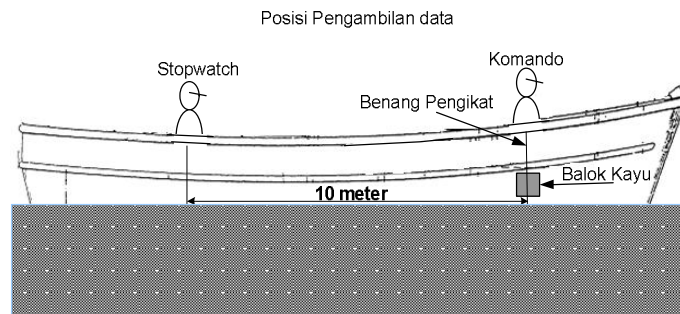 Posisi Pengambilan data
Komando
Stopwatch
Benang Pengikat
Balok Kayu
10 meter